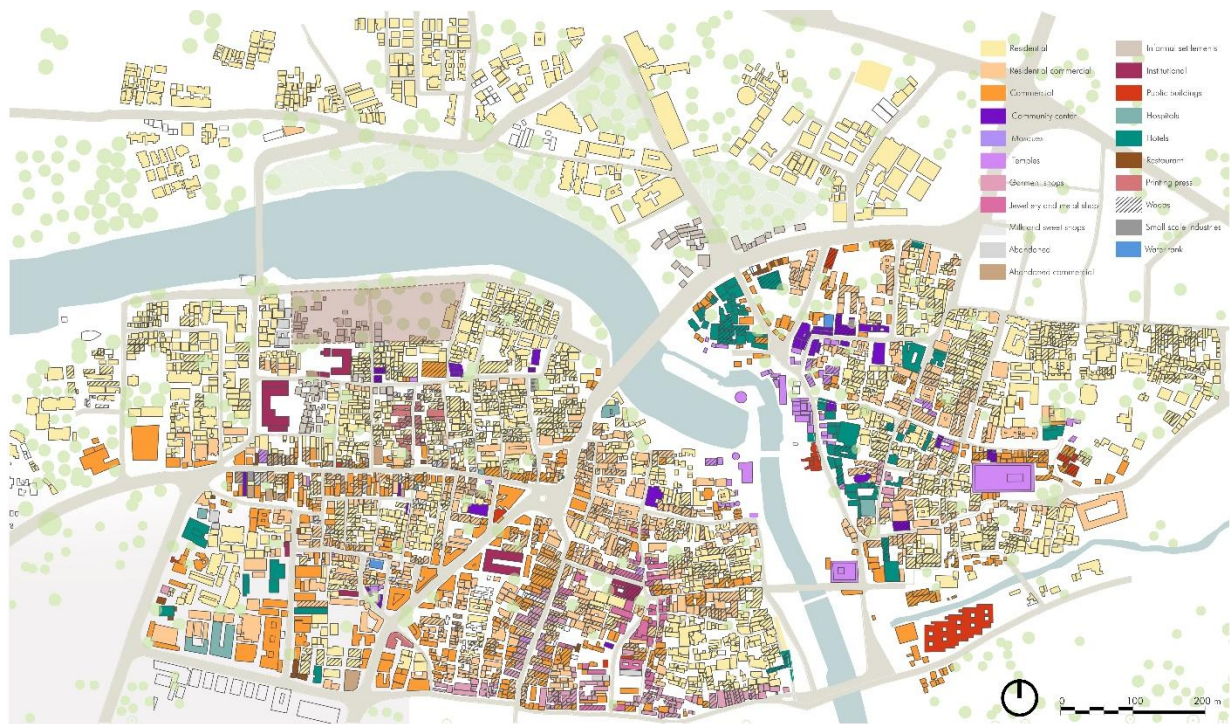 Residential
Residential commercial
Commercial
Community center
Mosques
Temples
Garment shops
Jewellery and metal shops
Milk and sweet shops
Abandoned
Abandoned commercial
Informal settlements
Institutional
Public buildings
Hospitals
Hotels
Restaurant
Printing press
Wadas
Small scale industries
Water tank
0 100 200 m